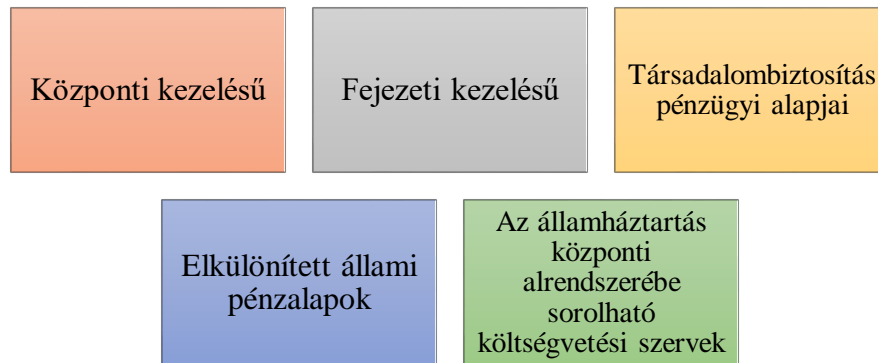 Központi kezelésű
Fejezeti kezelésű
Társadalombiztosítás
pénzügyi alapjai
Elkülönített állami
pénzalapok
Az államháztartás
központi
alrendszerébe
sorolható
költségvetési szervek